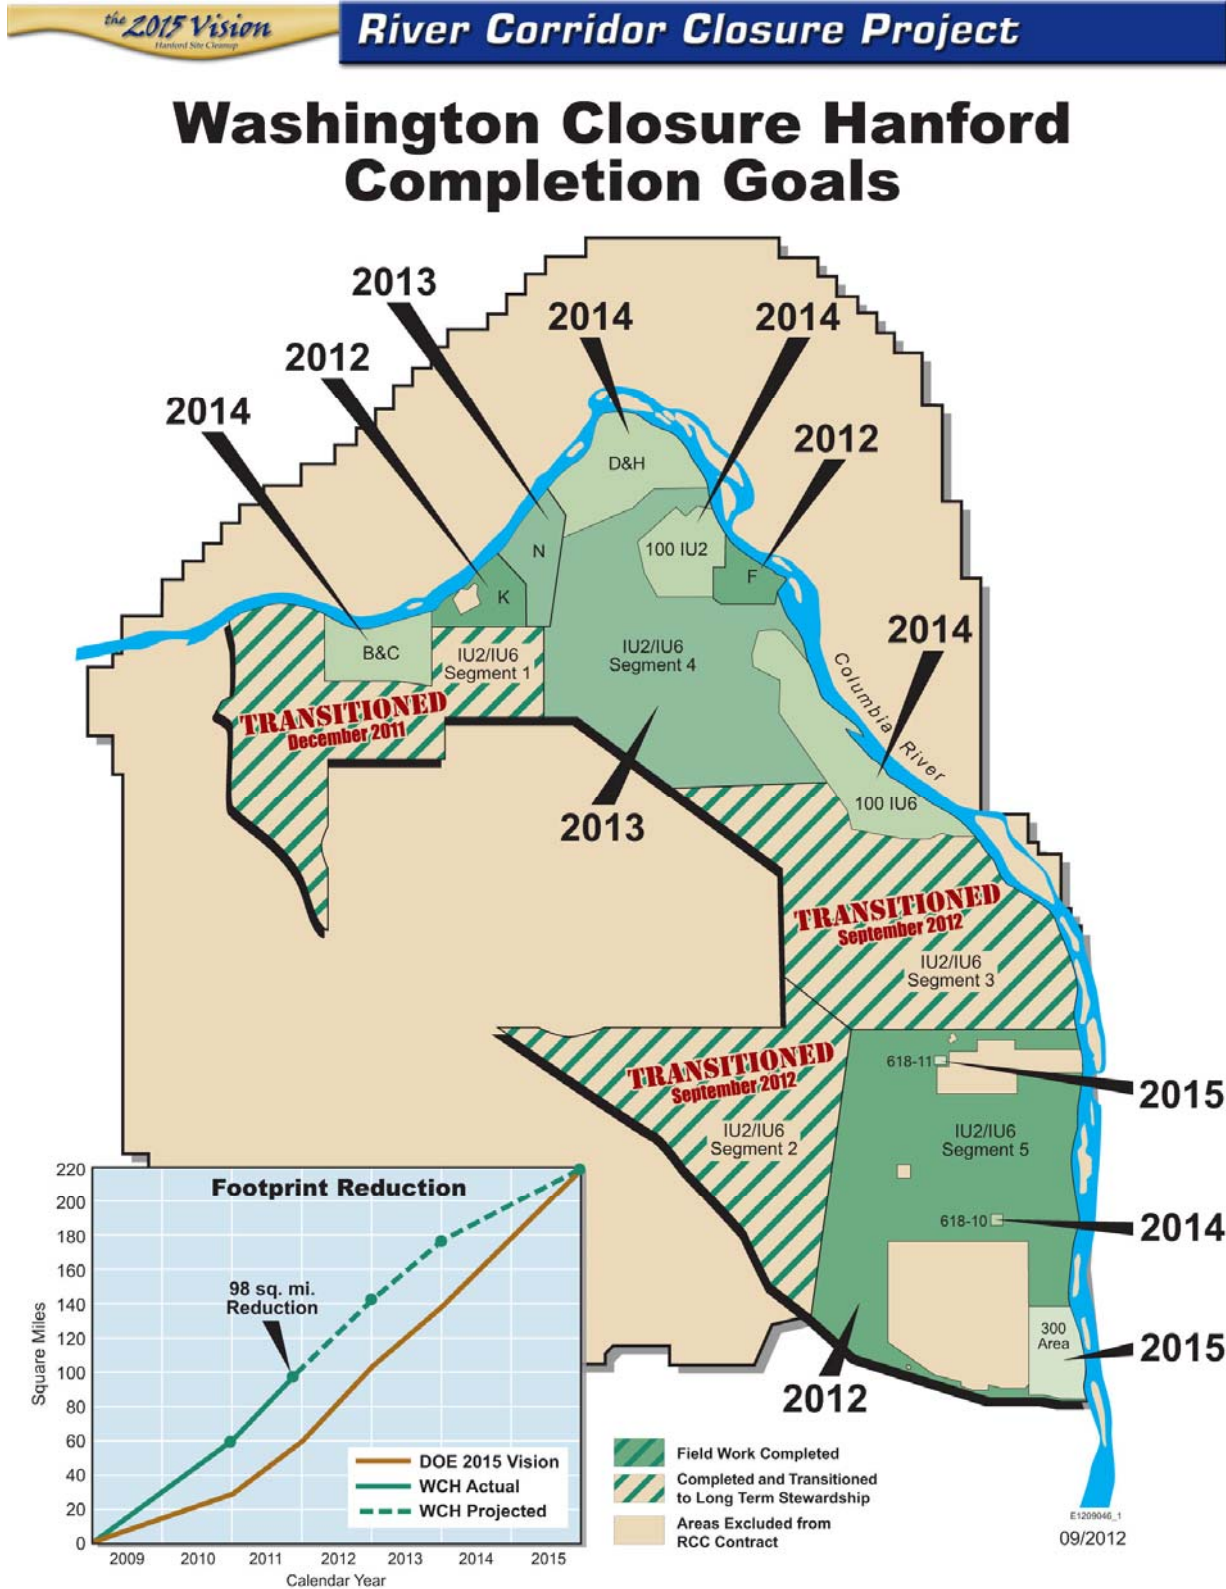 the 2015 Vision
Hanford Site Cleanup
River Corridor Closure Project
Washington Closure Hanford
Completion Goals
2013
2014
2014
2012
2014
2012
D&H
100 IU2
N
F
K
2014
B&C
IU2/IU6
Segment 1
IU2/IU6
Segment 4
Columbia River
TRANSITIONED
December 2011
2013
100 IU6
TRANSITIONED
September 2012
IU2/IU6
Segment 3
TRANSITIONED
September 2012
618-11
2015
IU2/IU6
Segment 2
IU2/IU6
Segment 5
618-10
2014
300
Area
2015
2012
Footprint Reduction
220
200
180
160
140
120
100
80
60
40
20
0
Square Miles
98 sq. mi.
Reduction
DOE 2015 Vision
WCH Actual
WCH Projected
2009 2010 2011 2012 2013 2014 2015
Calendar Year
Field Work Completed
Completed and Transitioned
to Long Term Stewardship
Areas Excluded from
RCC Contract
E1209046_1
09/2012